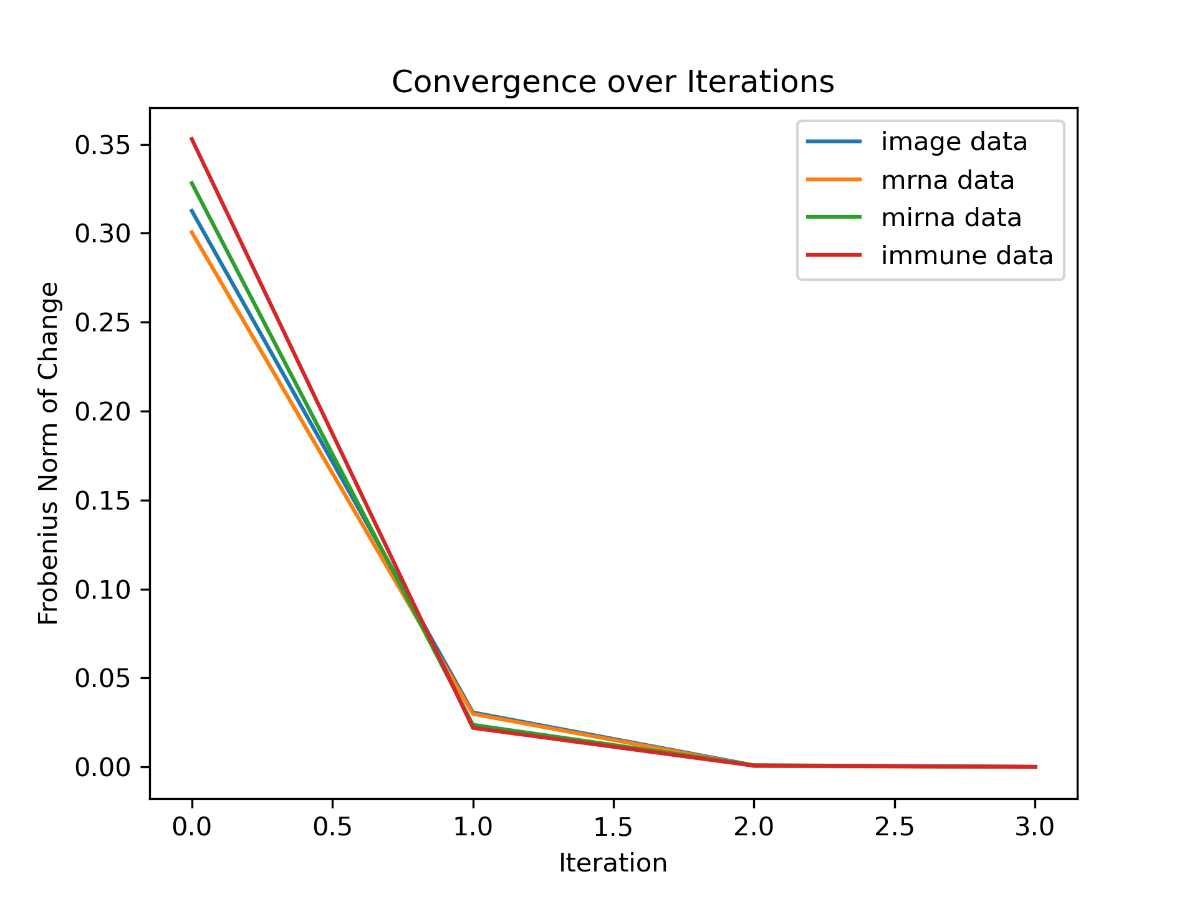 Convergence over Iterations
image data
mrna data
mirna data
immune data
Frobenius Norm of Change
0.35
0.30
0.25
0.20
0.15
0.10
0.05
0.00
0.0 0.5 1.0 1.5 2.0 2.5 3.0
Iteration